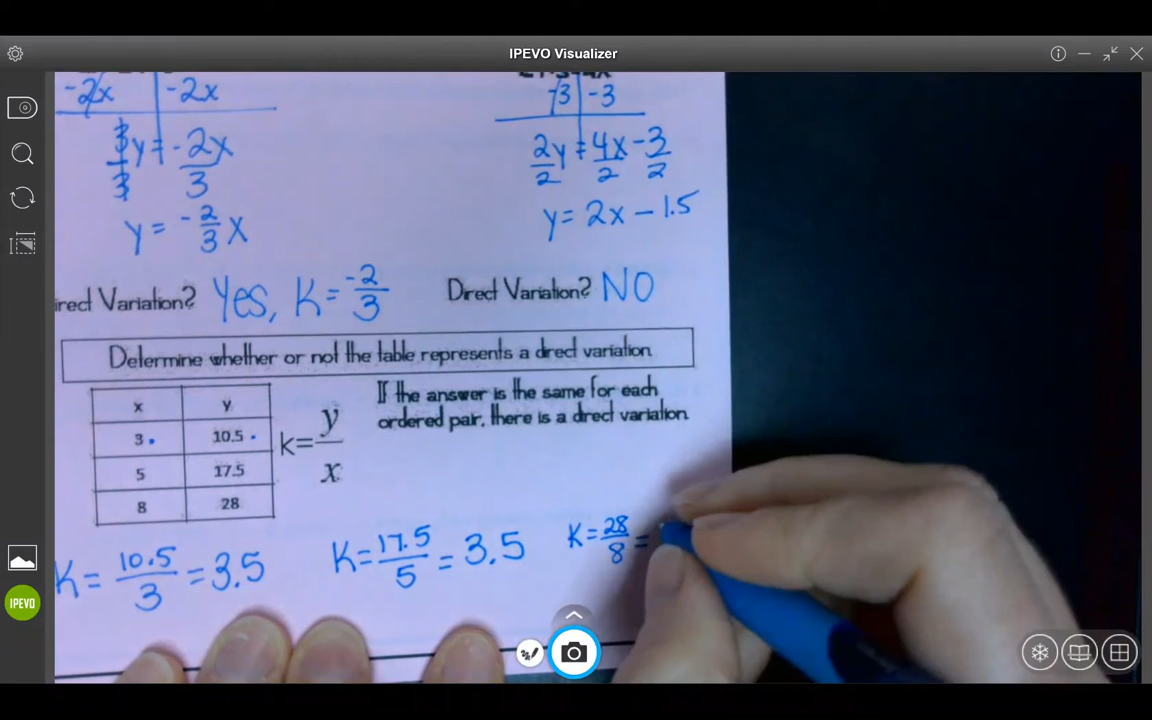 IPEVO Visualizer
-2x | -2x
-3 | -3
3y = -2x
3 3
2y = 4x - 3
2 2 2
y = -2/3 x
y = 2x - 1.5
irect Variation? Yes, K = -2/3
Direct Variation? NO
Determine whether or not the table represents a direct variation
x y
3 10.5
5 17.5
8 28
k= y/x
If the answer is the same for each
ordered pair, there is a direct variation.
K = 10.5/3 = 3.5
K = 17.5/5 = 3.5
K = 28/8 =
IPEVO